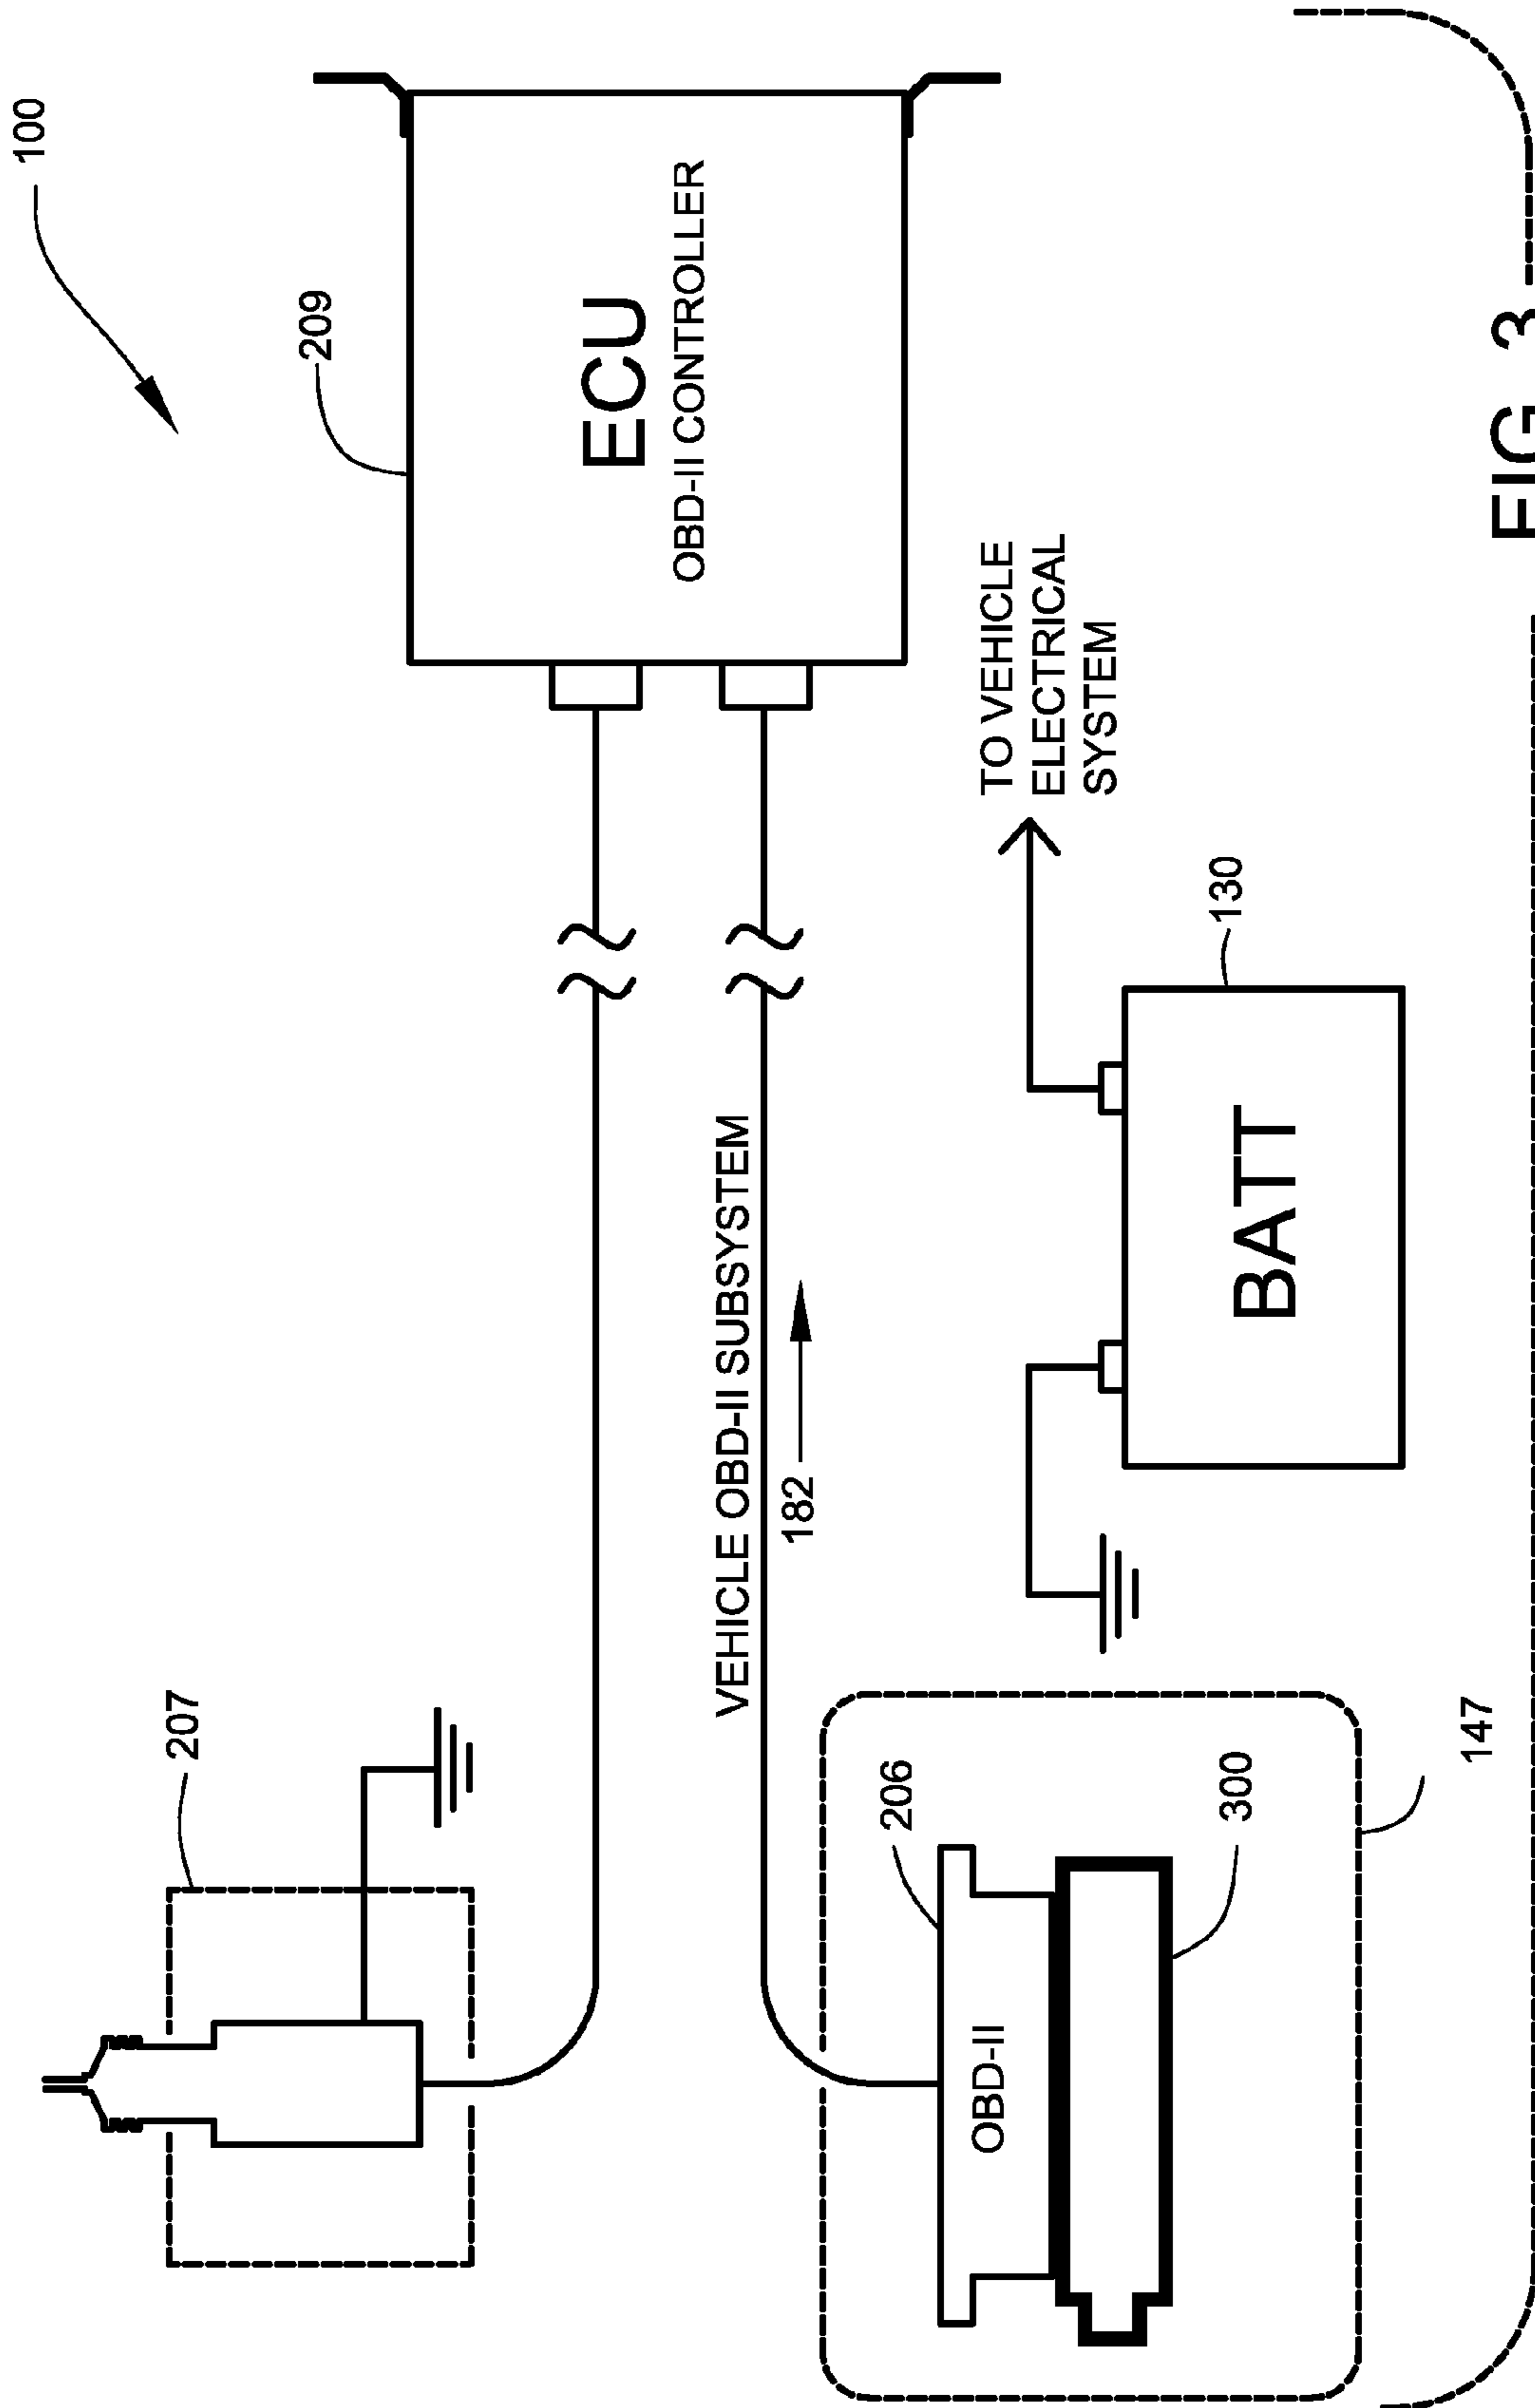 100
209
ECU
OBD-II CONTROLLER
207
VEHICLE OBD-II SUBSYSTEM
182
TO VEHICLE
ELECTRICAL
SYSTEM
206
OBD-II
300
130
BATT
147
FIG. 3